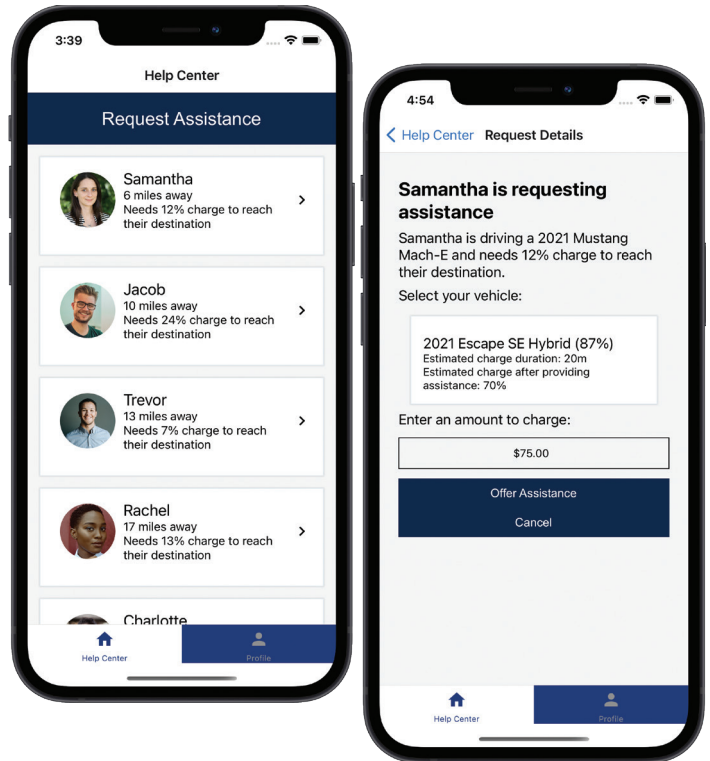 3:39
Help Center
Request Assistance
Samantha
6 miles away
Needs 12% charge to reach
their destination
Jacob
10 miles away
Needs 24% charge to reach
their destination
Trevor
13 miles away
Needs 7% charge to reach
their destination
Rachel
17 miles away
Needs 13% charge to reach
their destination
Charlotte
Help Center
Profile
4:54
Help Center
Request Details
Samantha is requesting
assistance
Samantha is driving a 2021 Mustang
Mach-E and needs 12% charge to reach
their destination.
Select your vehicle:
2021 Escape SE Hybrid (87%)
Estimated charge duration: 20m
Estimated charge after providing
assistance: 70%
Enter an amount to charge:
$75.00
Offer Assistance
Cancel
Help Center
Profile